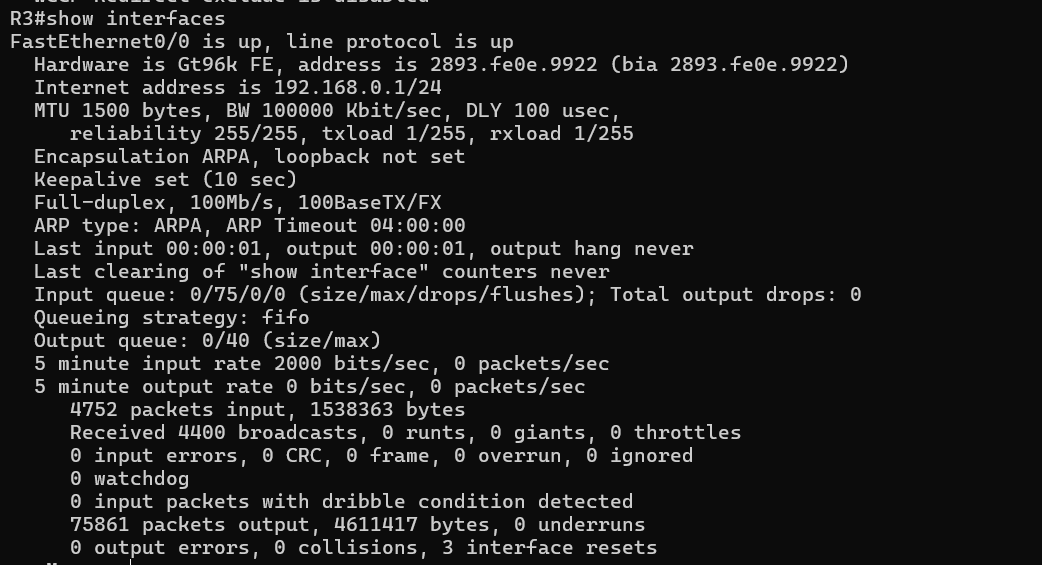 R3#show interfaces
FastEthernet0/0 is up, line protocol is up
  Hardware is Gt96k FE, address is 2893.fe0e.9922 (bia 2893.fe0e.9922)
  Internet address is 192.168.0.1/24
  MTU 1500 bytes, BW 100000 Kbit/sec, DLY 100 usec,
     reliability 255/255, txload 1/255, rxload 1/255
  Encapsulation ARPA, loopback not set
  Keepalive set (10 sec)
  Full-duplex, 100Mb/s, 100BaseTX/FX
  ARP type: ARPA, ARP Timeout 04:00:00
  Last input 00:00:01, output 00:00:01, output hang never
  Last clearing of "show interface" counters never
  Input queue: 0/75/0/0 (size/max/drops/flushes); Total output drops: 0
  Queueing strategy: fifo
  Output queue: 0/40 (size/max)
  5 minute input rate 2000 bits/sec, 0 packets/sec
  5 minute output rate 0 bits/sec, 0 packets/sec
     4752 packets input, 1538363 bytes
     Received 4400 broadcasts, 0 runts, 0 giants, 0 throttles
     0 input errors, 0 CRC, 0 frame, 0 overrun, 0 ignored
     0 watchdog
     0 input packets with dribble condition detected
     75861 packets output, 4611417 bytes, 0 underruns
     0 output errors, 0 collisions, 3 interface resets